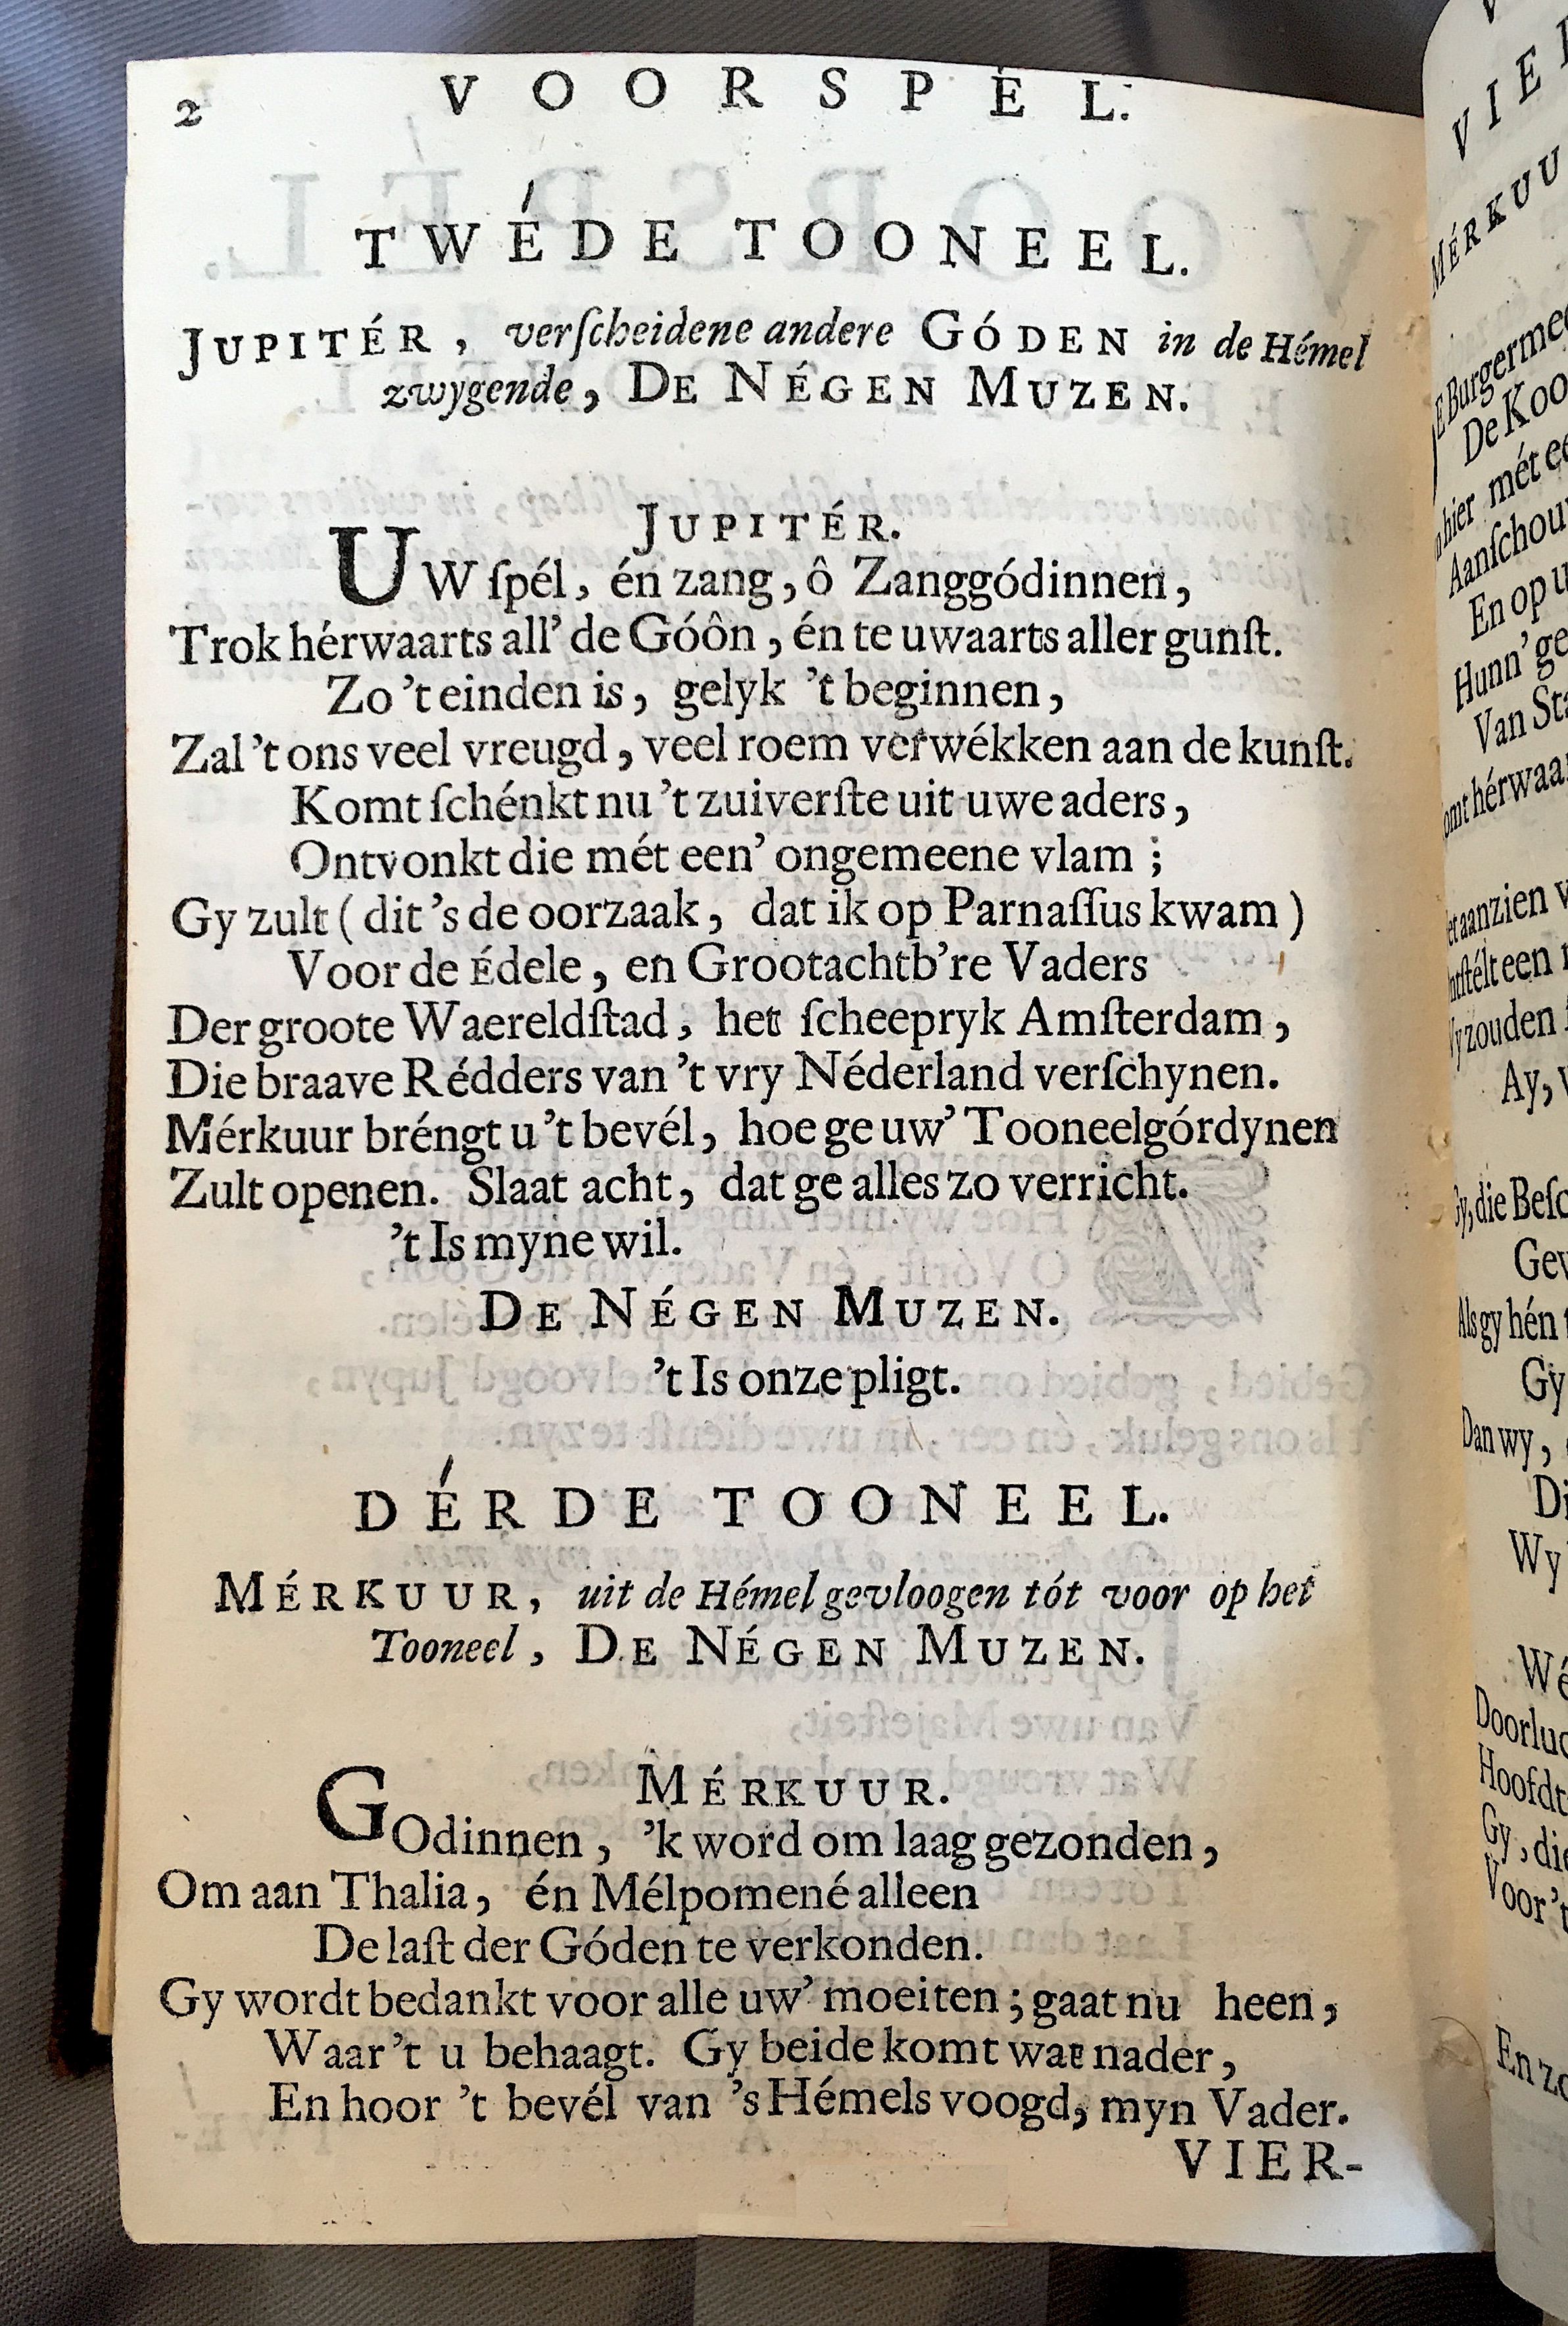 2 VOORSPÉL.
TWÉDE TOONEEL.
JUPITÉR, verſcheidene andere GÓDEN in de Hémel
zwygende, DE NÉGEN MUZEN.
JUPITÉR.
UW ſpél, én zang, ô Zanggódinnen,
Trok hérwaarts all' de Góôn, én te uwaarts aller gunſt.
Zo 't einden is, gelyk 't beginnen,
Zal 't ons veel vreugd, veel roem verwékken aan de kunſt.
Komt ſchénkt nu 't zuiverſte uit uwe aders,
Ontvonkt die mét een' ongemeene vlam;
Gy zult (dit 's de oorzaak, dat ik op Parnaſſus kwam)
Voor de Édele, en Grootachtb're Vaders
Der groote Waereldſtad, het ſcheepryk Amſterdam,
Die braave Rédders van 't vry Néderland verſchynen.
Mérkuur bréngt u 't bevél, hoe ge uw' Tooneelgórdynen
Zult openen. Slaat acht, dat ge alles zo verricht.
't Is myne wil.
DE NÉGEN MUZEN.
't Is onze pligt.
DÉRDE TOONEEL.
MÉRKUUR, uit de Hémel gevloogen tót voor op het
Tooneel, DE NÉGEN MUZEN.
MÉRKUUR.
GOdinnen, 'k word om laag gezonden,
Om aan Thalia, én Mélpomené alleen
De laſt der Góden te verkonden.
Gy wordt bedankt voor alle uw' moeiten; gaat nu heen,
Waar 't u behaagt. Gy beide komt wat nader,
En hoor 't bevél van 's Hémels voogd, myn Vader.
VIER-